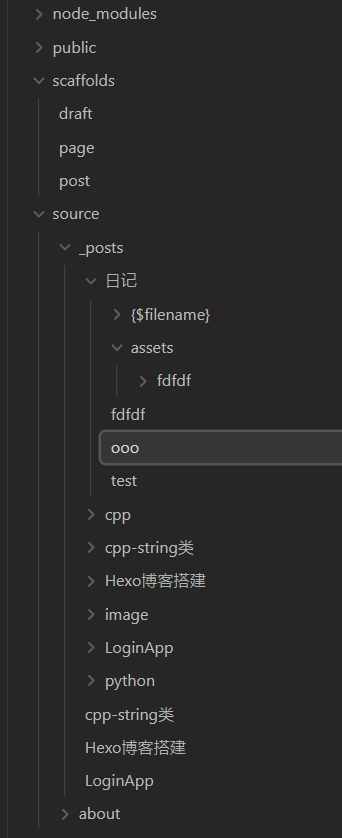 node_modules
public
scaffolds
draft
page
post
source
_posts
日记
{$filename}
assets
fdfdf
fdfdf
ooo
test
cpp
cpp-string类
Hexo博客搭建
image
LoginApp
python
cpp-string类
Hexo博客搭建
LoginApp
about